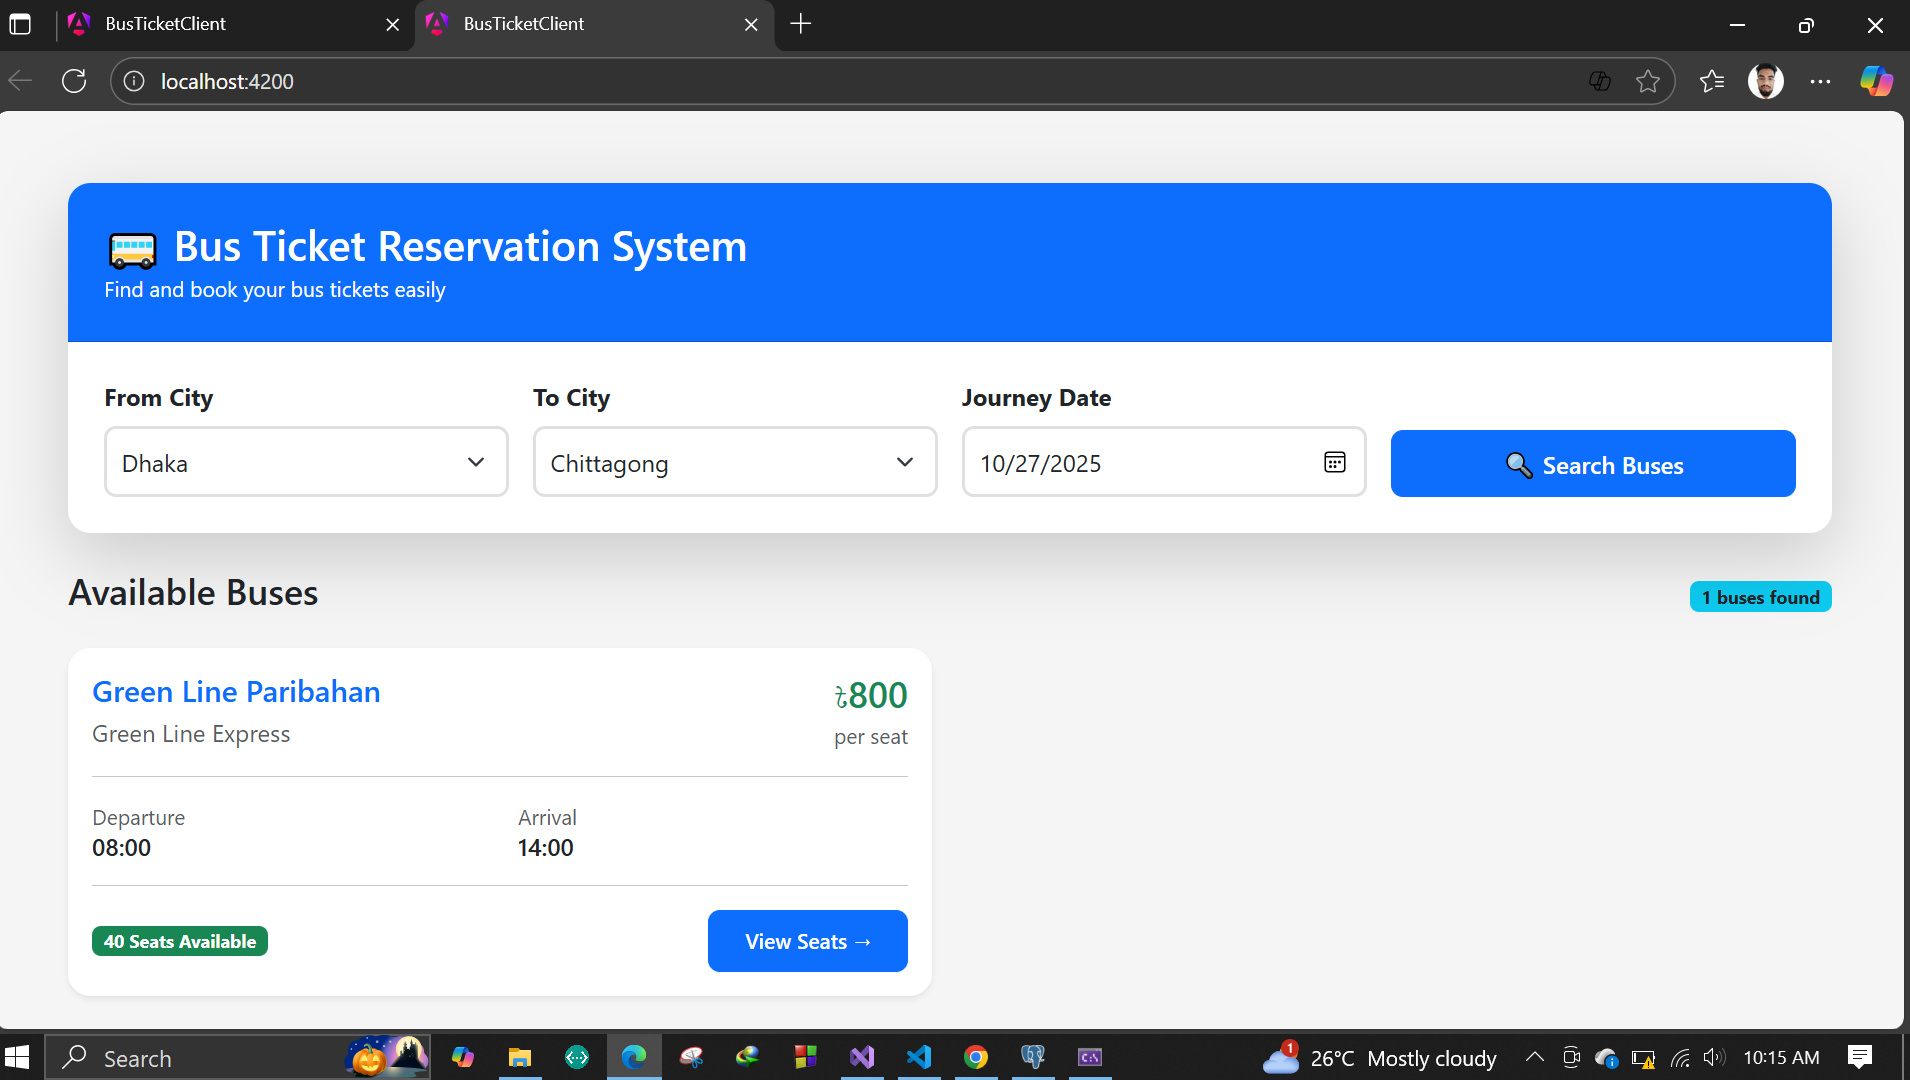 BusTicketClient
BusTicketClient
localhost:4200
Bus Ticket Reservation System
Find and book your bus tickets easily
From City
To City
Journey Date
Dhaka
Chittagong
10/27/2025
Search Buses
Available Buses
1 buses found
Green Line Paribahan
৳800
Green Line Express
per seat
Departure
Arrival
08:00
14:00
40 Seats Available
View Seats →
Search
1
26°C Mostly cloudy
10:15 AM